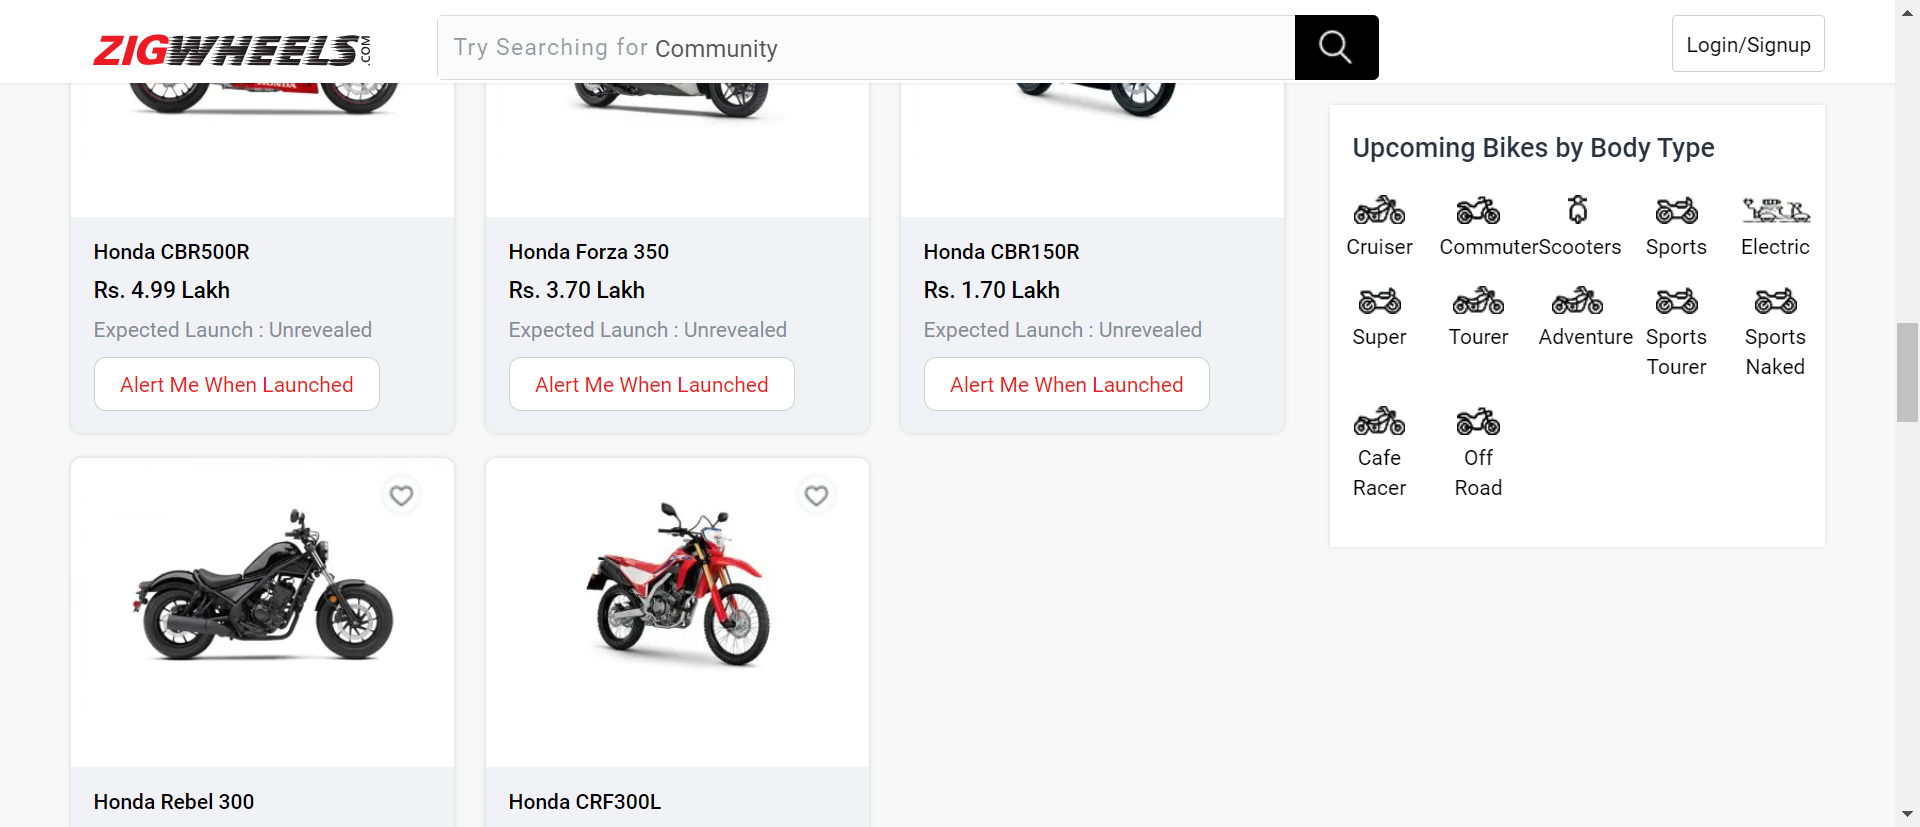 ZIGWHEELS.COM
Try Searching for Community
Login/Signup
HONDA
Honda CBR500R
Rs. 4.99 Lakh
Expected Launch : Unrevealed
Alert Me When Launched
Honda Forza 350
Rs. 3.70 Lakh
Expected Launch : Unrevealed
Alert Me When Launched
Honda CBR150R
Rs. 1.70 Lakh
Expected Launch : Unrevealed
Alert Me When Launched
Honda Rebel 300
Honda CRF300L
Upcoming Bikes by Body Type
Cruiser
Commuter
Scooters
Sports
Electric
Super
Tourer
Adventure
Sports
Tourer
Sports
Naked
Cafe
Racer
Off
Road